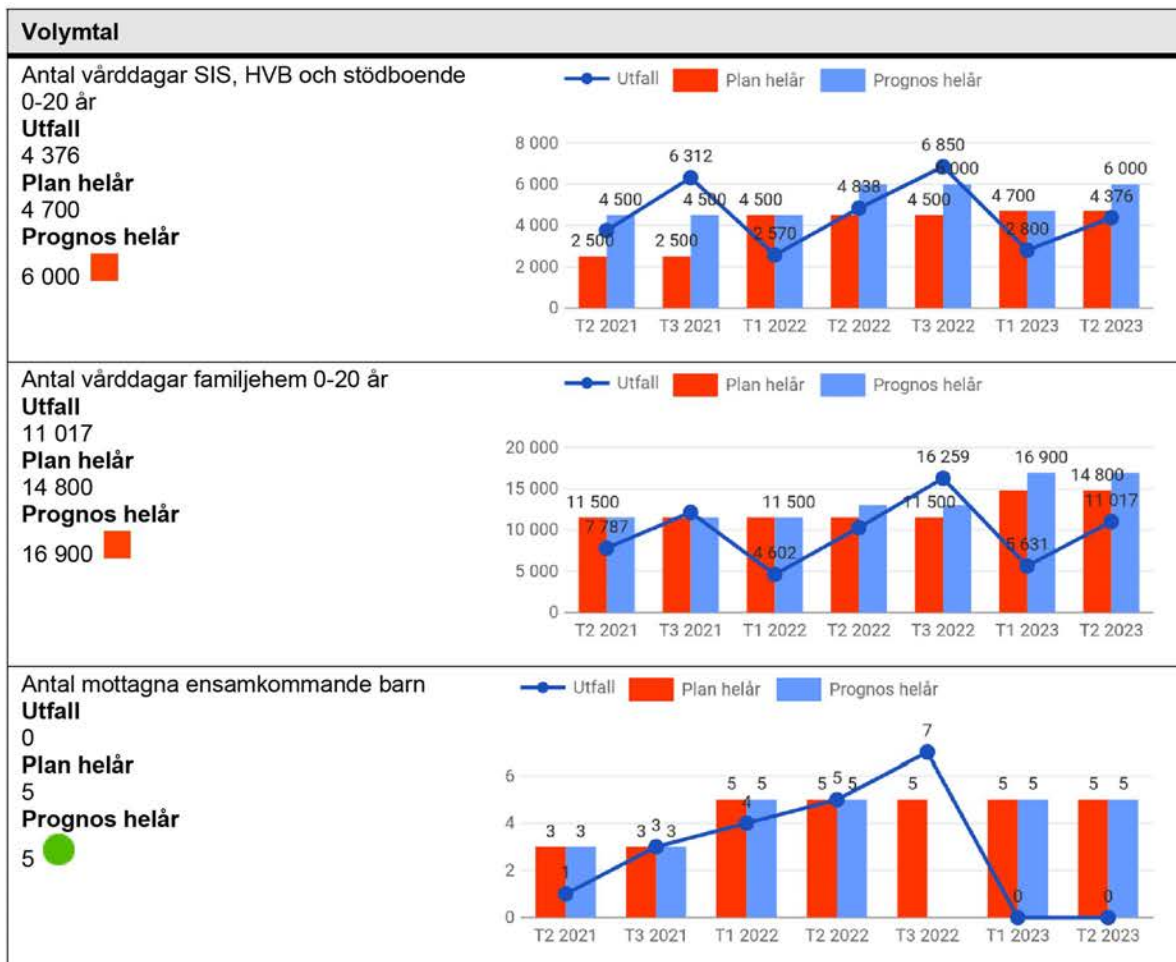 Volymtal
Antal vårddagar SIS, HVB och stödboende
0-20 år
Utfall
4 376
Plan helår
4 700
Prognos helår
6 000
Utfall Plan helår Prognos helår
8 000
6 000
4 000
2 000
0
4 500 6 312 4 500 4 500 4 838 6 850 6 000 4 700 6 000
2 500 2 500 2 570 4 500 2 800 4 376
T2 2021 T3 2021 T1 2022 T2 2022 T3 2022 T1 2023 T2 2023
Antal vårddagar familjehem 0-20 år
Utfall
11 017
Plan helår
14 800
Prognos helår
16 900
Utfall Plan helår Prognos helår
20 000
15 000
10 000
5 000
0
11 500 11 500 16 259 16 900 14 800
7 787 4 602 11 500 5 631 11 017
T2 2021 T3 2021 T1 2022 T2 2022 T3 2022 T1 2023 T2 2023
Antal mottagna ensamkommande barn
Utfall
0
Plan helår
5
Prognos helår
5
Utfall Plan helår Prognos helår
6
4
2
0
3 3 3 3 3 5 5 5 5 5 5 7 5 5 5 5
1 4 0 0
T2 2021 T3 2021 T1 2022 T2 2022 T3 2022 T1 2023 T2 2023